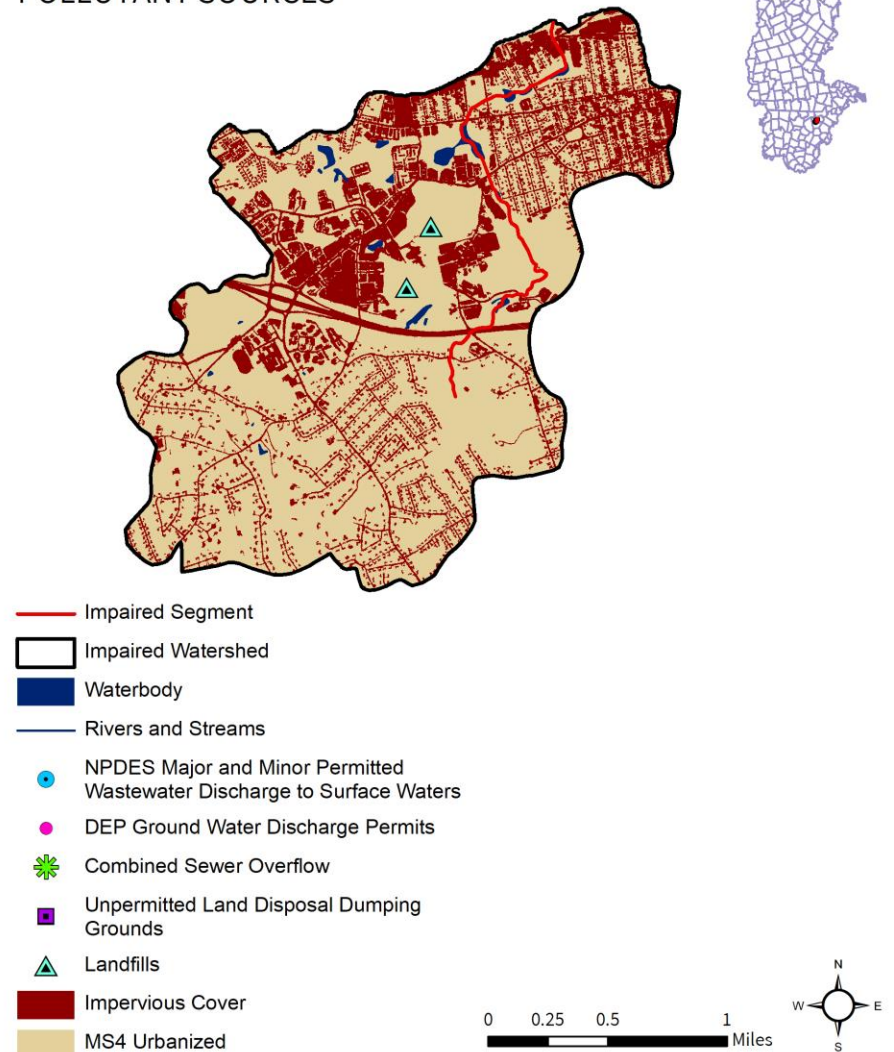 POLLUTANT SOURCES
Impaired Segment
Impaired Watershed
Waterbody
Rivers and Streams
NPDES Major and Minor Permitted
Wastewater Discharge to Surface Waters
DEP Ground Water Discharge Permits
Combined Sewer Overflow
Unpermitted Land Disposal Dumping
Grounds
Landfills
Impervious Cover
MS4 Urbanized
0 0.25 0.5 1
Miles
N
W E
S